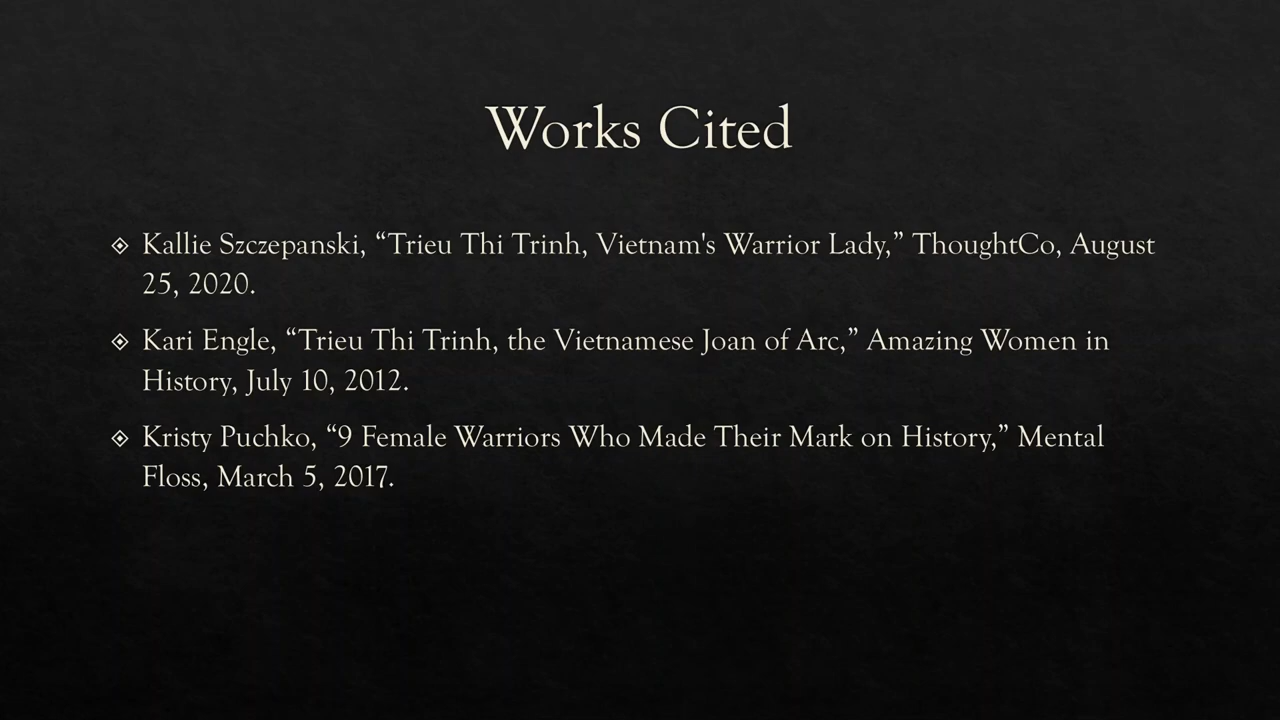 Works Cited
Kallie Szczepanski, “Trieu Thi Trinh, Vietnam's Warrior Lady,” ThoughtCo, August
25, 2020.
Kari Engle, “Trieu Thi Trinh, the Vietnamese Joan of Arc,” Amazing Women in
History, July 10, 2012.
Kristy Puchko, “9 Female Warriors Who Made Their Mark on History,” Mental
Floss, March 5, 2017.